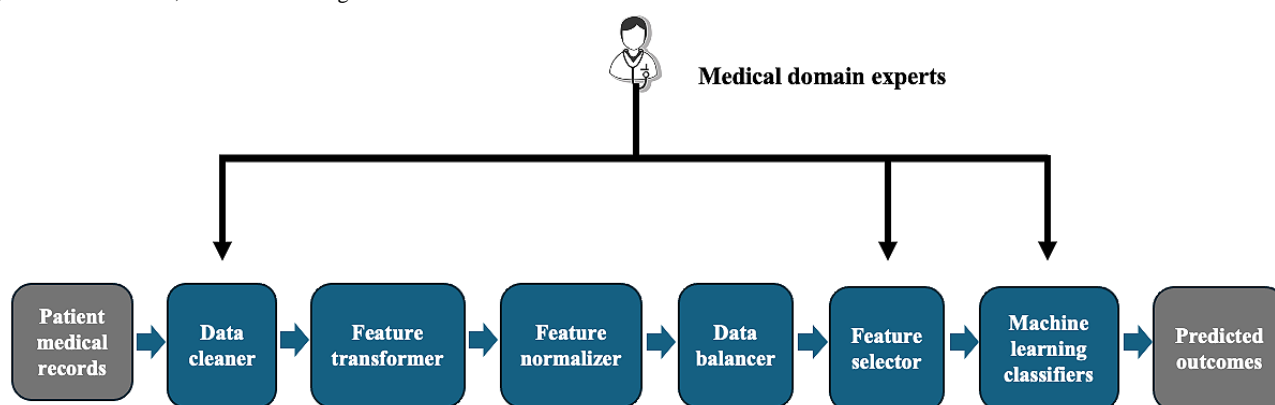 Medical domain experts
Patient
medical
records
Data
cleaner
Feature
transformer
Feature
normalizer
Data
balancer
Feature
selector
Machine
learning
classifiers
Predicted
outcomes